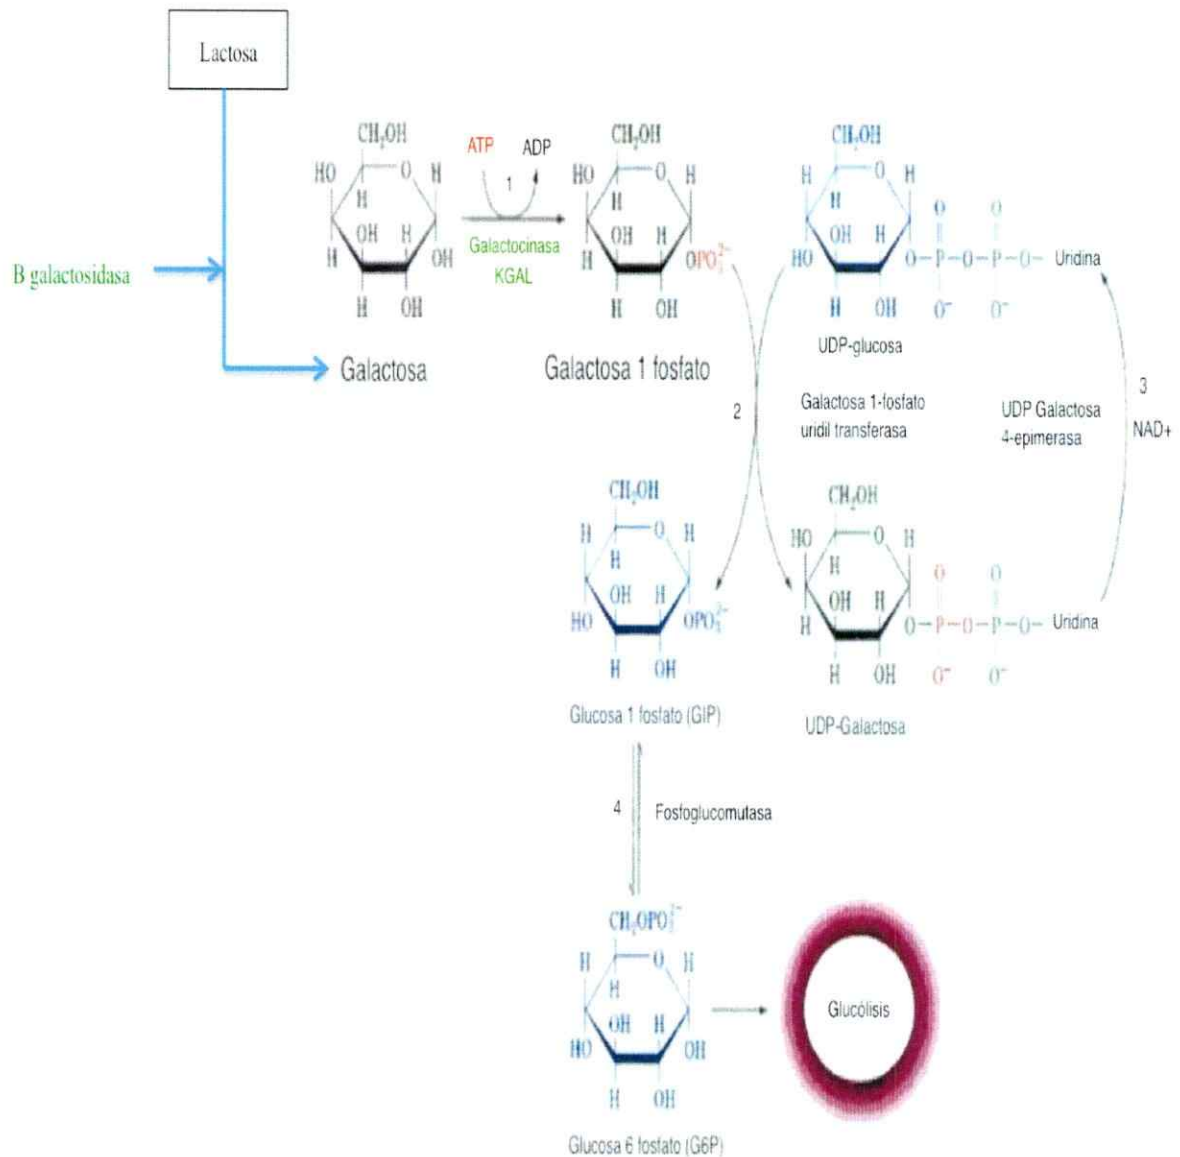 Lactosa
B galactosidasa
CH₂OH
HO
O
H
H
OH
H
H
OH
H
OH
Galactosa
ATP
ADP
1
Galactocinasa
KGAL
CH₂OH
HO
O
H
H
OH
H
H
OPO₃²⁻
H
OH
Galactosa 1 fosfato
CH₂OH
H
O
H
H
OH
H
HO
O-P-O-P-O-
O
O
O⁻
O⁻
Uridina
H
OH
UDP-glucosa
2
Galactosa 1-fosfato
uridil transferasa
UDP Galactosa
4-epimerasa
3
NAD+
CH₂OH
H
O
H
H
OH
H
HO
OPO₃²⁻
H
OH
Glucosa 1 fosfato (GIP)
CH₂OH
HO
O
H
H
OH
H
H
O-P-O-P-O-
O
O
O⁻
O⁻
Uridina
H
OH
UDP-Galactosa
4
Fosfoglucomutasa
CH₂OPO₃²⁻
H
O
H
H
OH
H
HO
OH
H
OH
Glucosa 6 fosfato (G6P)
Glucólisis